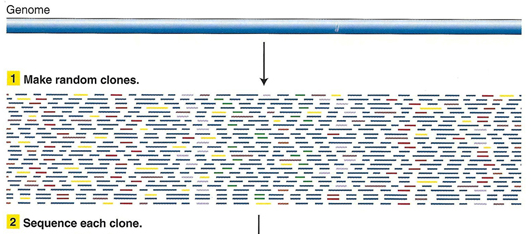 Genome
1 Make random clones.
2 Sequence each clone.